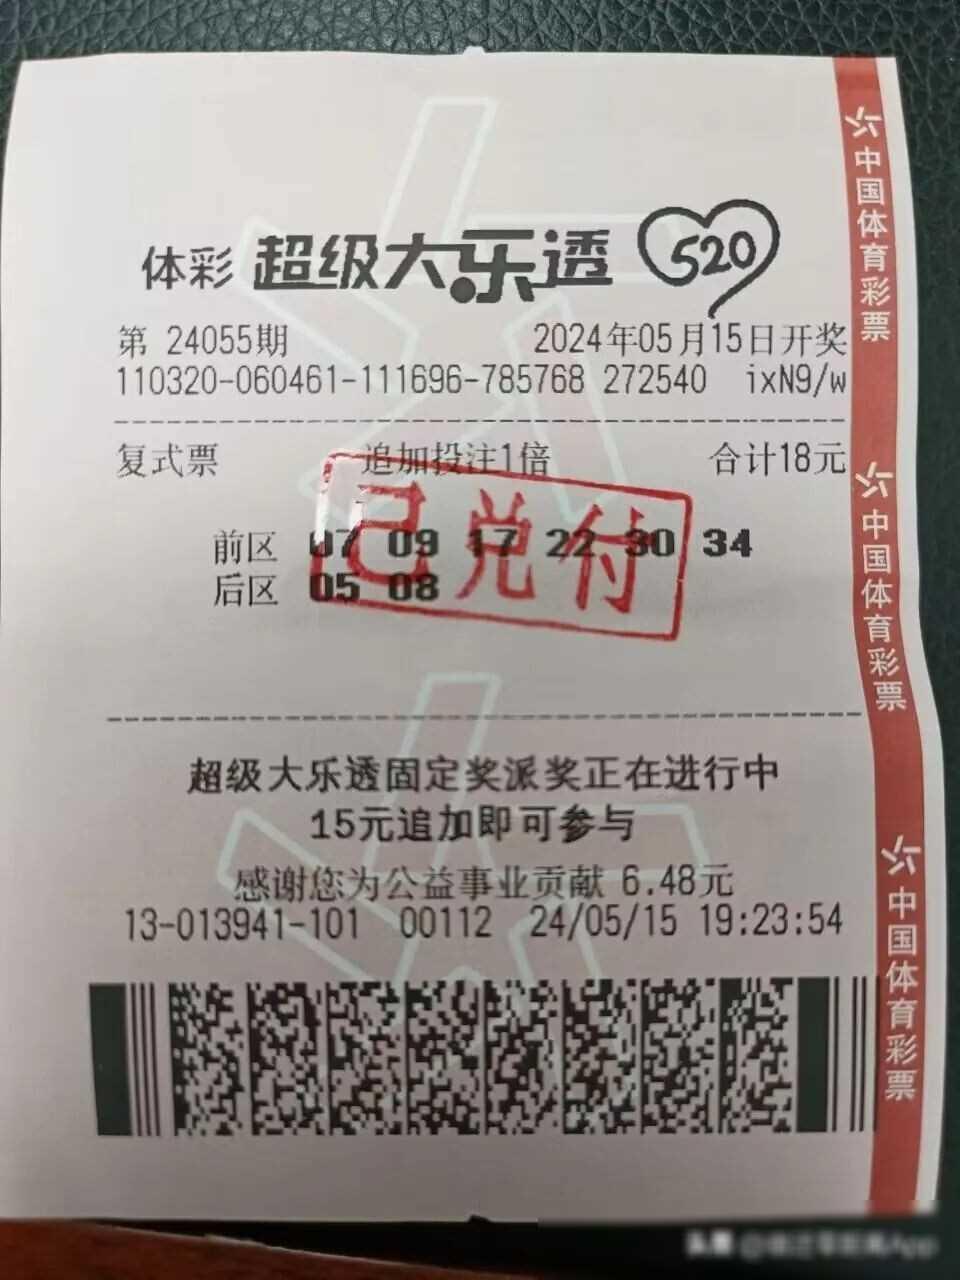 体彩 超级大乐透 520
第 24055期 2024年05月15日开奖
110320-060461-111696-785768 272540 ixN9/w
复式票 追加投注1倍 合计18元
前区 07 09 17 22 30 34
后区 05 08
已兑付
超级大乐透固定奖派奖正在进行中
15元追加即可参与
感谢您为公益事业贡献 6.48元
13-013941-101 00112 24/05/15 19:23:54
中国体育彩票
中国体育彩票
中国体育彩票
头条